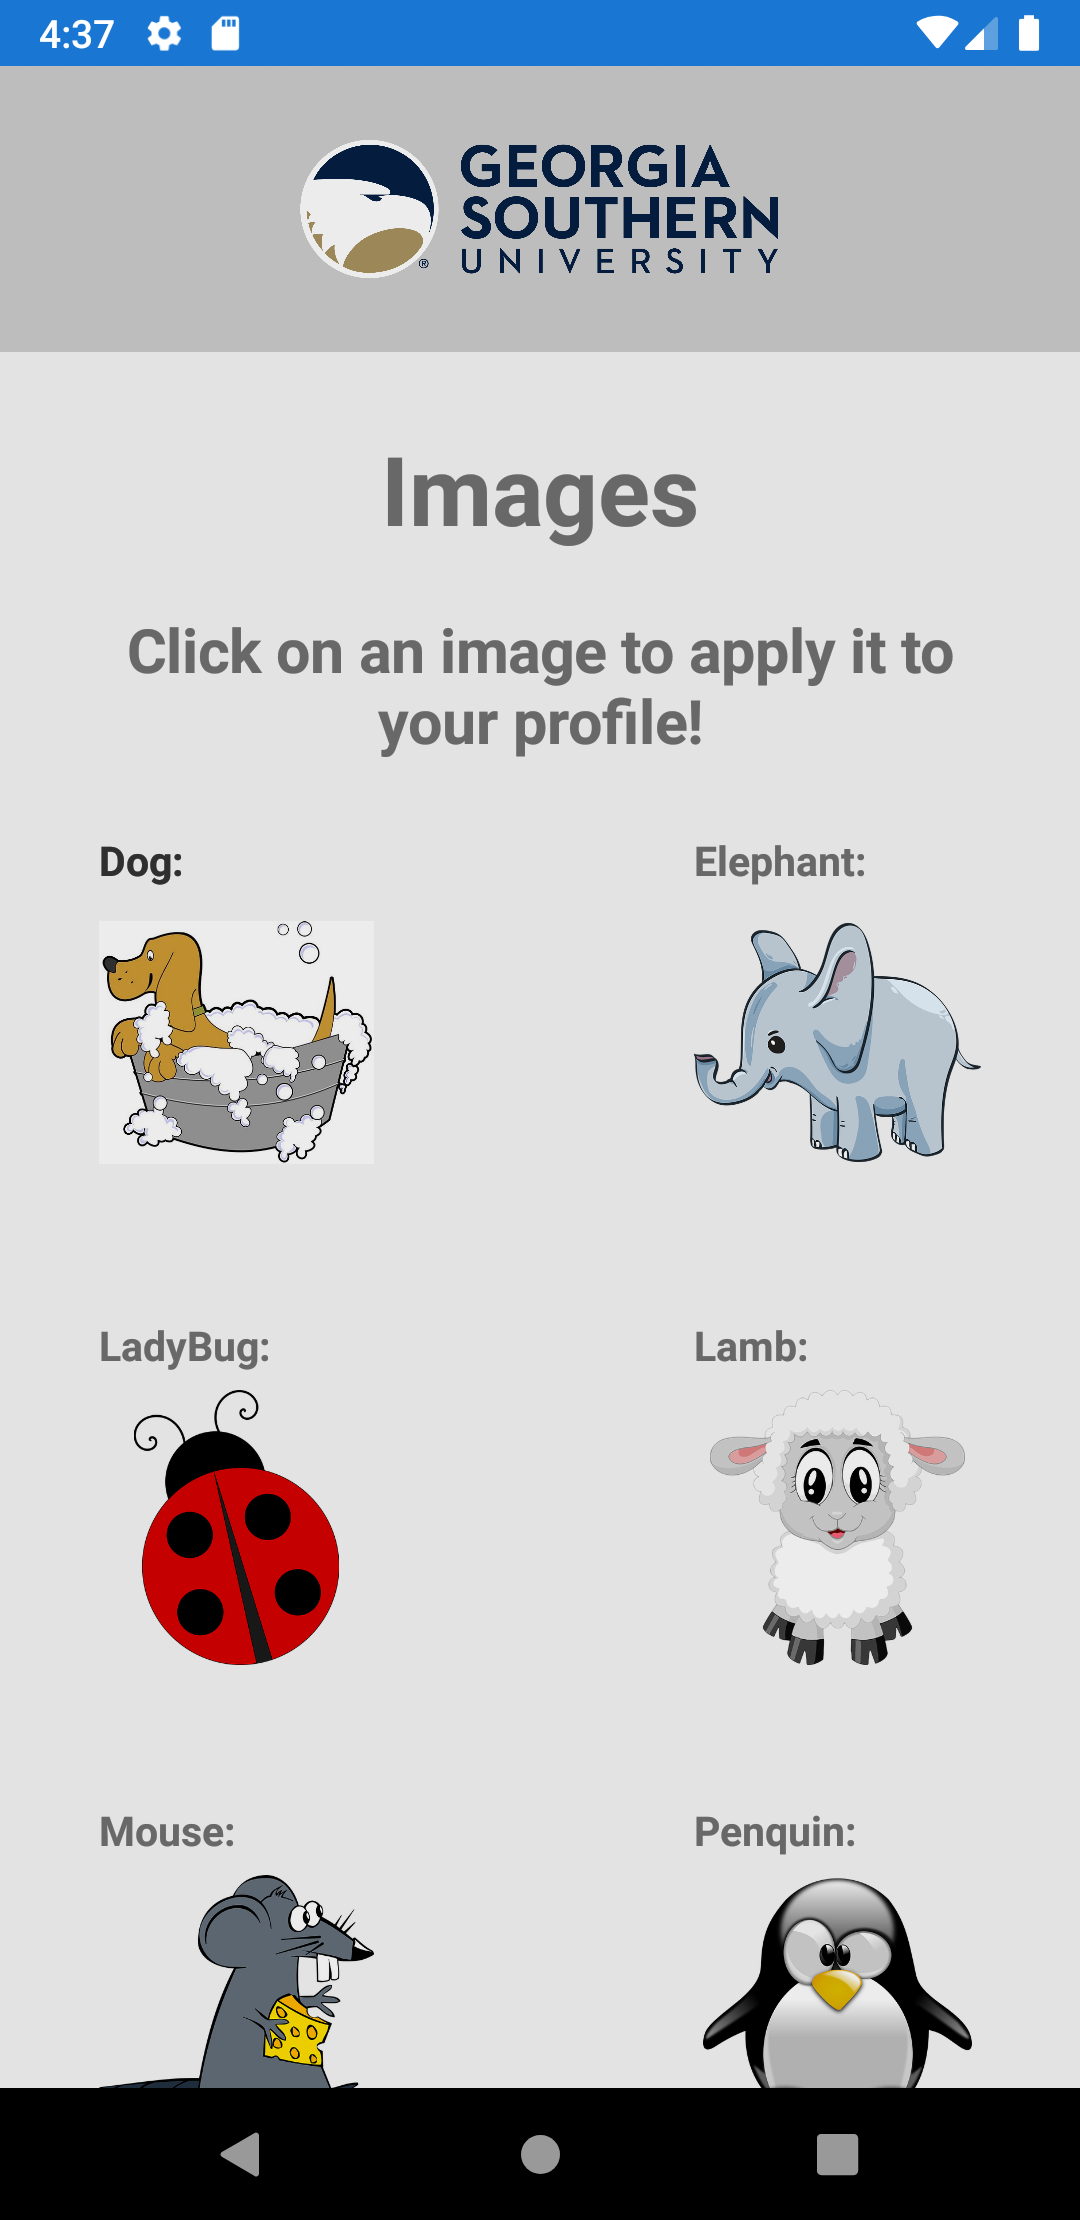 4:37
GEORGIA
SOUTHERN
UNIVERSITY
®
Images
Click on an image to apply it to
your profile!
Dog:
Elephant:
LadyBug:
Lamb:
Mouse:
Penquin: